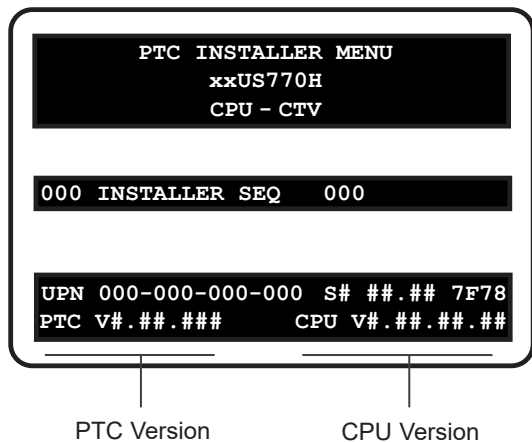 PTC INSTALLER MENU
xxUS770H
CPU - CTV
000 INSTALLER SEQ 000
UPN 000-000-000-000 S# ##.## 7F78
PTC V#.##.### CPU V#.##.##.##
PTC Version CPU Version